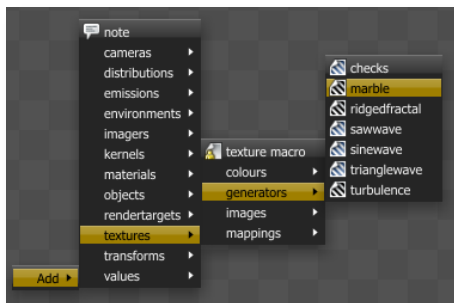 note
cameras
distributions
emissions
environments
imagers
kernels
materials
objects
rendertargets
textures
transforms
values
Add
texture macro
colours
generators
images
mappings
checks
marble
ridgedfractal
sawwave
sinewave
trianglewave
turbulence